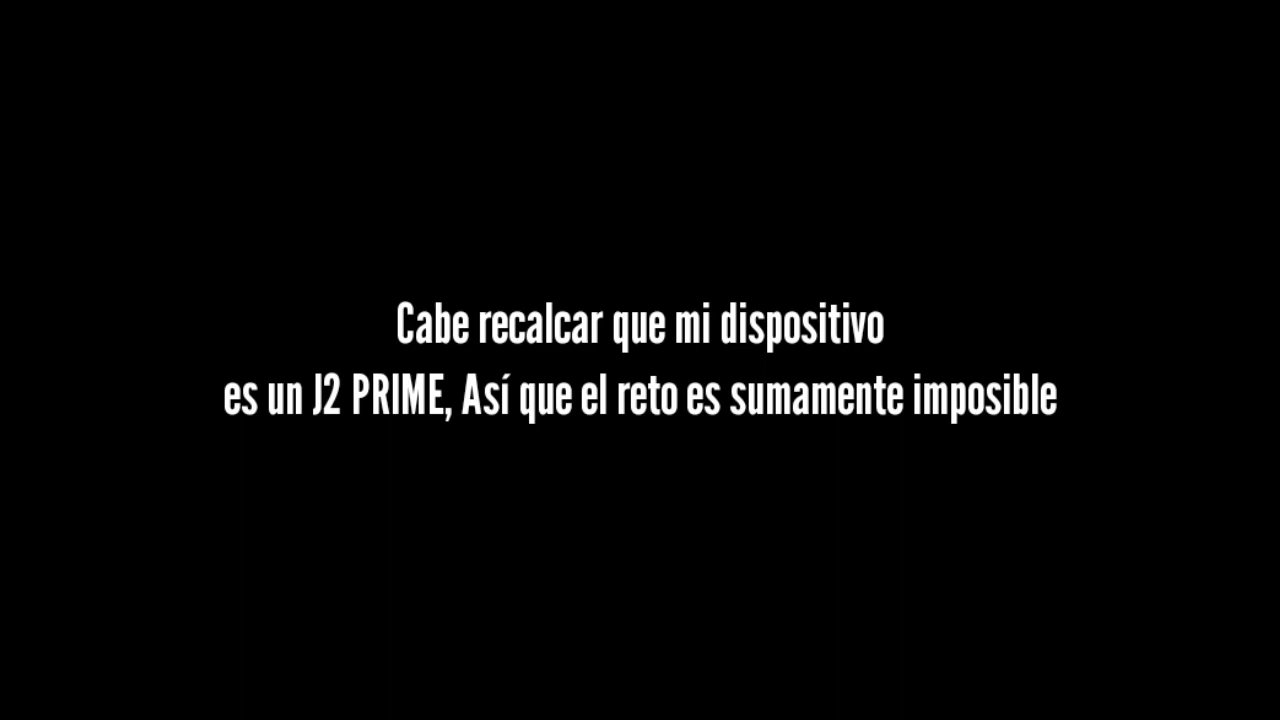 Cabe recalcar que mi dispositivo
es un J2 PRIME, Así que el reto es sumamente imposible